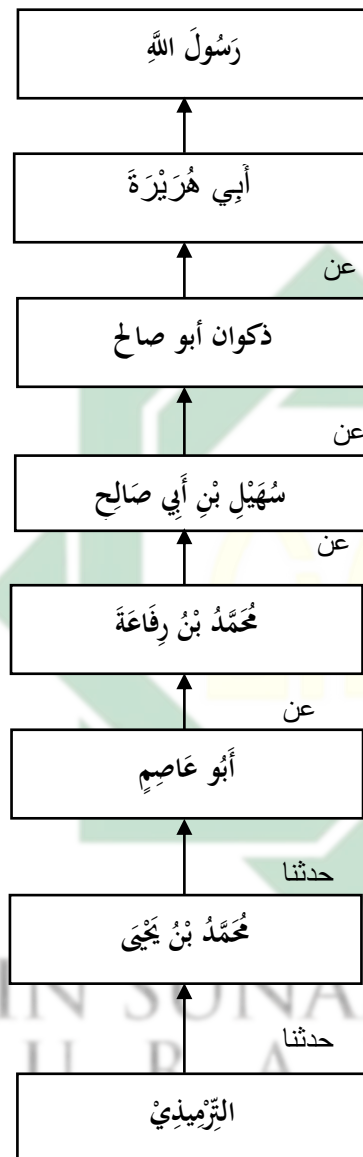 رَسُولَ اللَّهِ
أَبِي هُرَيْرَةَ
عن
ذكوان أبو صالح
عن
سُهَيْلِ بْنِ أَبِي صَالِحٍ
عن
مُحَمَّدُ بْنُ رِفَاعَةَ
عن
أَبُو عَاصِمٍ
حدثنا
مُحَمَّدُ بْنُ يَحْيَى
حدثنا
التِّرْمِيذِيْ